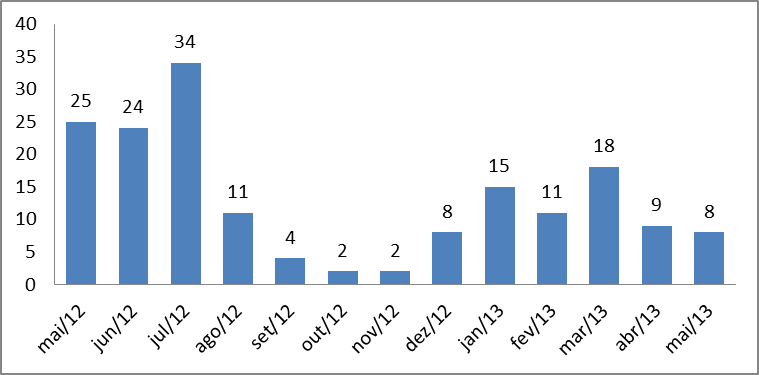 40
35
30
25
20
15
10
5
0
25
24
34
11
4
2
2
8
15
11
18
9
8
mai/12
jun/12
jul/12
ago/12
set/12
out/12
nov/12
dez/12
jan/13
fev/13
mar/13
abr/13
mai/13